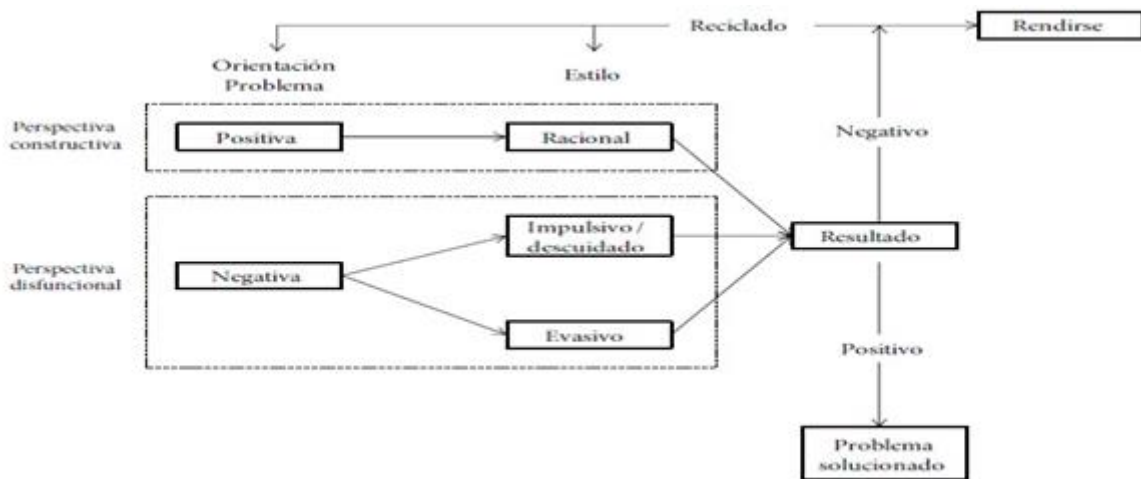 Reciclado
Rendirse
Orientación
Problema
Estilo
Perspectiva
constructiva
Positiva
Racional
Negativo
Impulsivo /
descuidado
Resultado
Perspectiva
disfuncional
Negativa
Evasivo
Positivo
Problema
solucionado